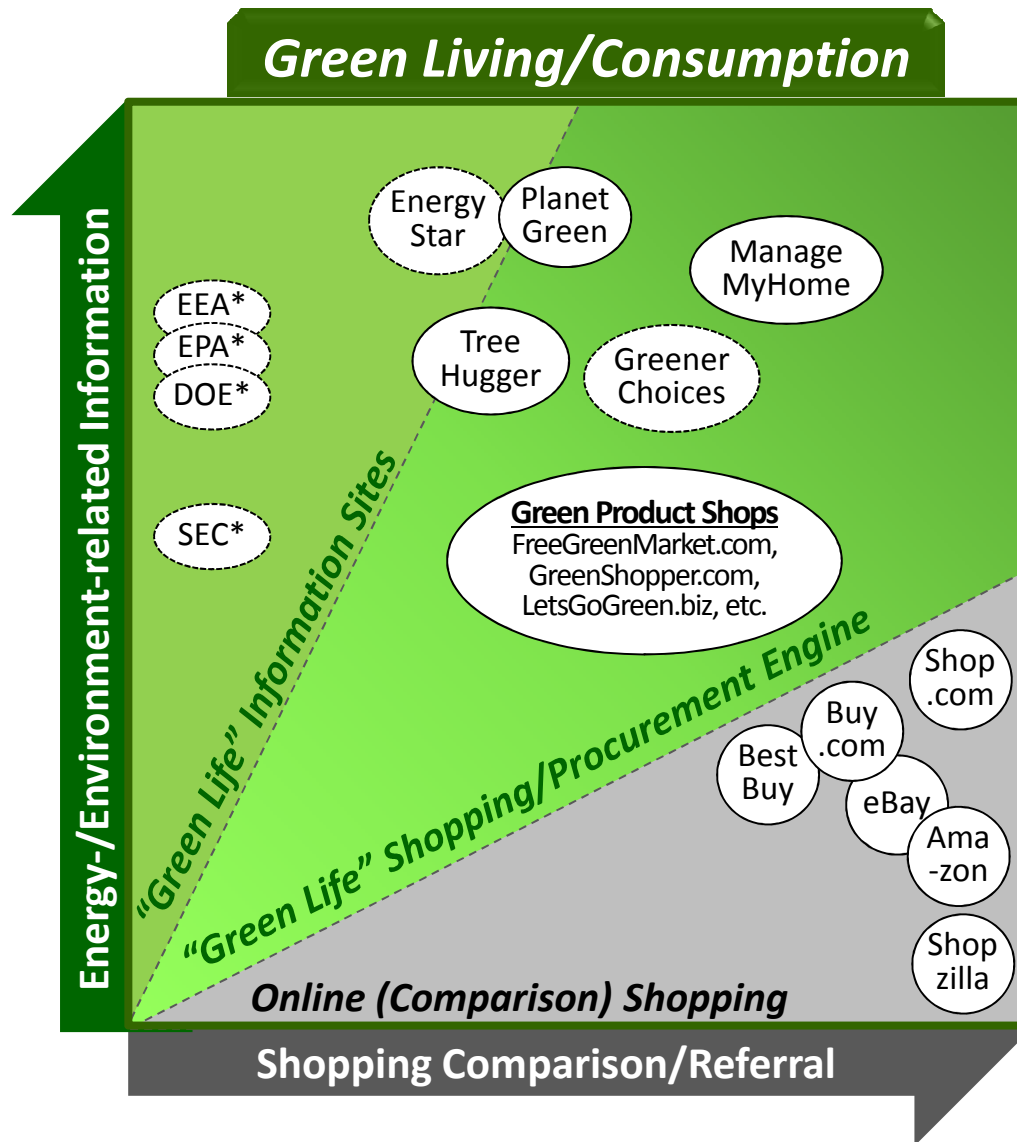 Green Living/Consumption
Energy-/Environment-related Information
Energy
Star
Planet
Green
Manage
MyHome
EEA*
EPA*
DOE*
Tree
Hugger
Greener
Choices
SEC*
Green Product Shops
FreeGreenMarket.com,
GreenShopper.com,
LetsGoGreen.biz, etc.
“Green Life” Information Sites
“Green Life” Shopping/Procurement Engine
Shop
.com
Buy
.com
Best
Buy
eBay
Ama
-zon
Shop
zilla
Online (Comparison) Shopping
Shopping Comparison/Referral